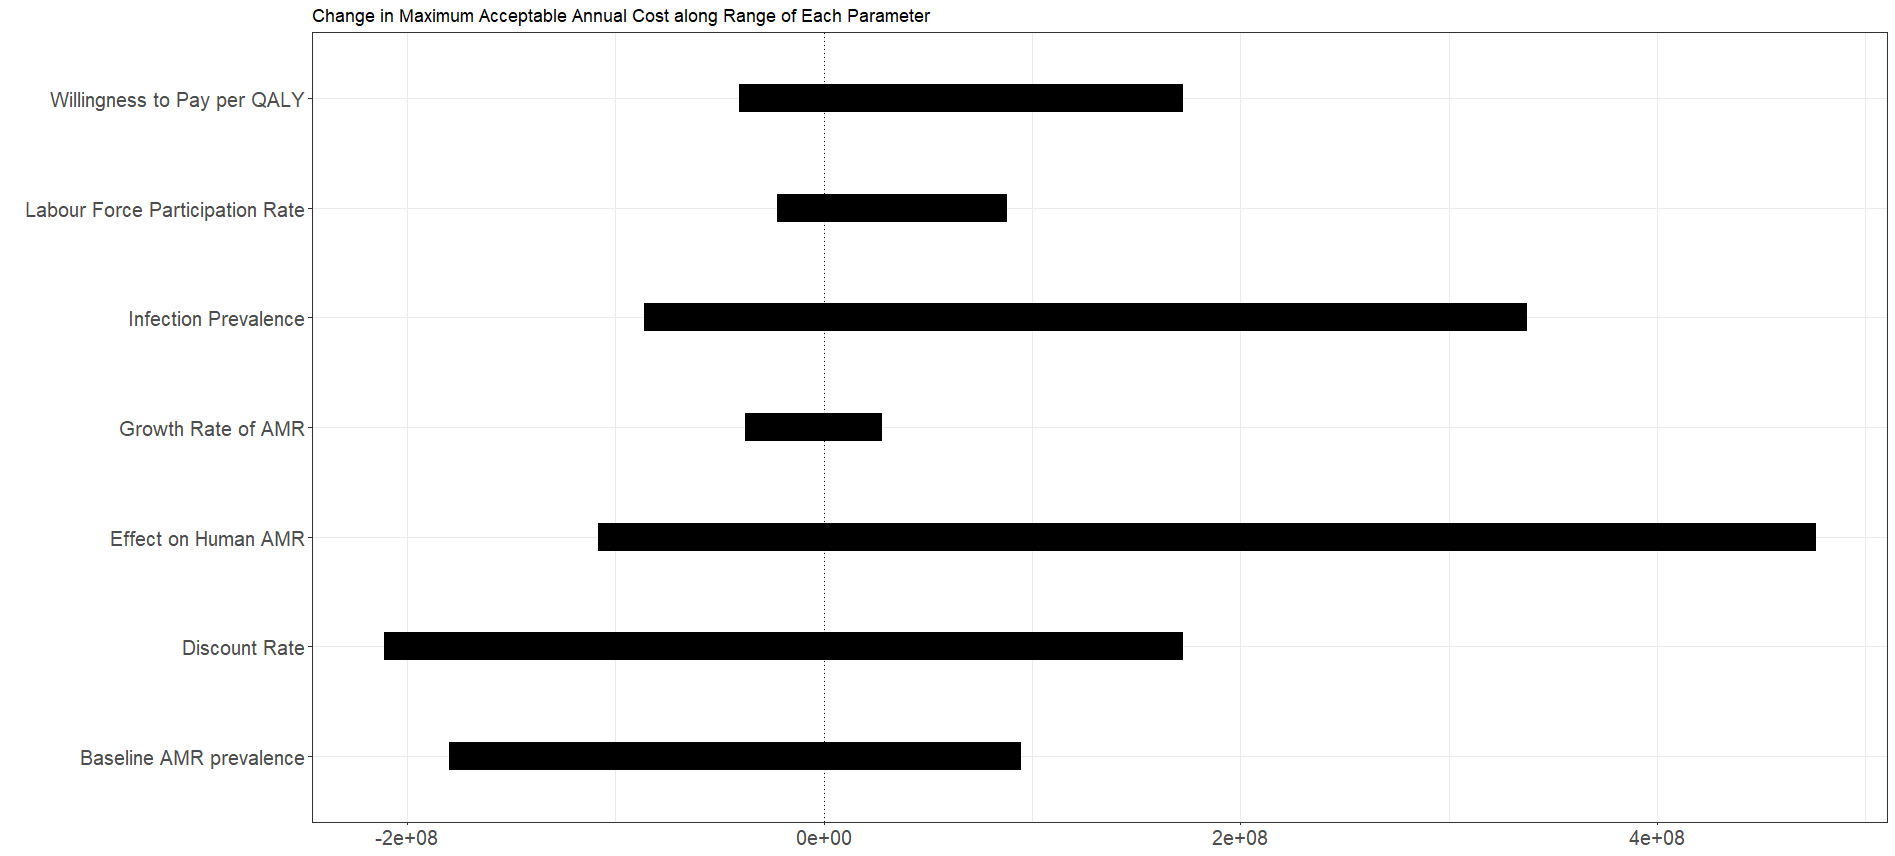 Change in Maximum Acceptable Annual Cost along Range of Each Parameter
Willingness to Pay per QALY
Labour Force Participation Rate
Infection Prevalence
Growth Rate of AMR
Effect on Human AMR
Discount Rate
Baseline AMR prevalence
-2e+08 0e+00 2e+08 4e+08